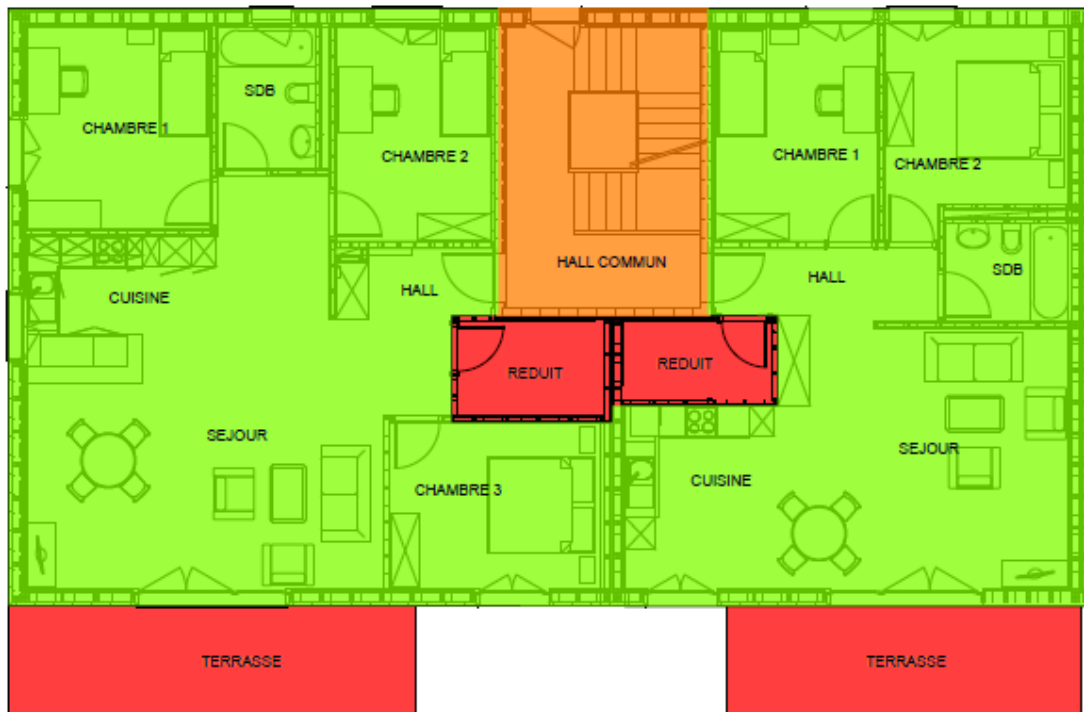 SDB
CHAMBRE 1
CHAMBRE 2
CHAMBRE 1
CHAMBRE 2
HALL COMMUN
SDB
HALL
HALL
CUISINE
REDUIT
REDUIT
SEJOUR
SEJOUR
CUISINE
CHAMBRE 3
TERRASSE
TERRASSE